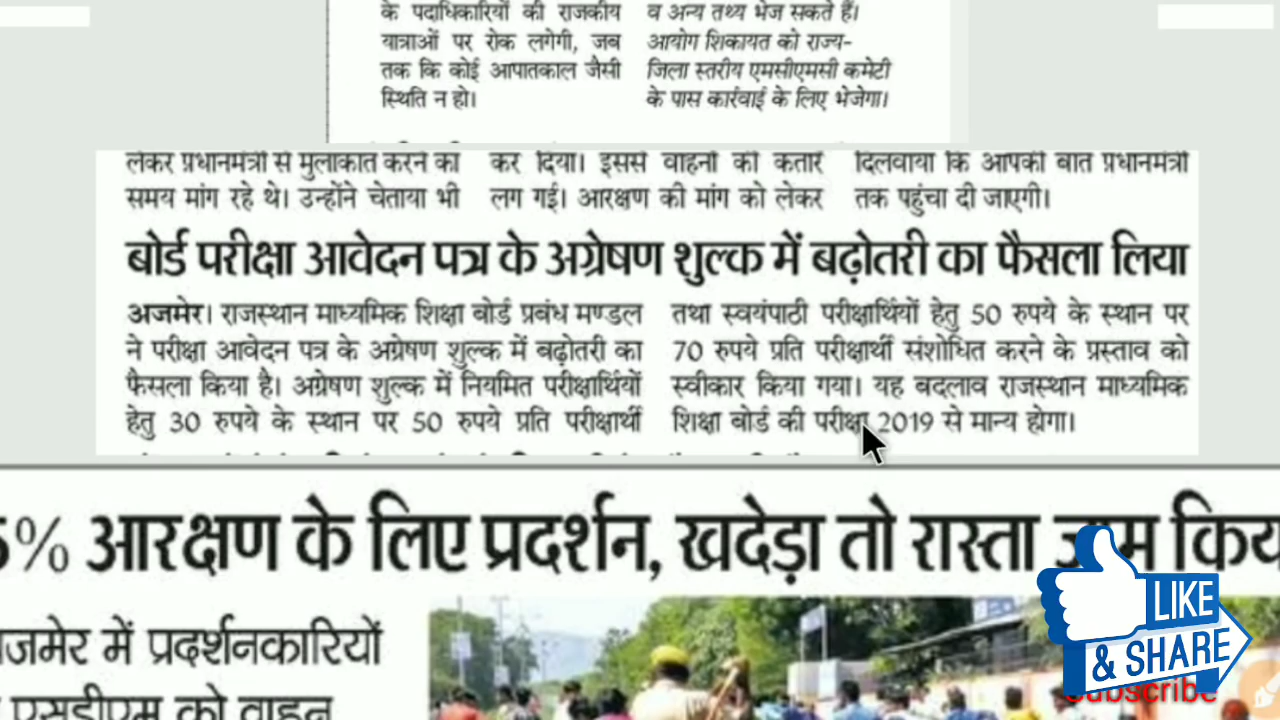 के पदाधिकारियों की राजकीय
यात्राओं पर रोक लगेगी, जब
तक कि कोई आपातकाल जैसी
स्थिति न हो।
व अन्य तथ्य भेज सकते हैं।
आयोग शिकायत को राज्य-
जिला स्तरीय एमसीएमसी कमेटी
के पास कार्रवाई के लिए भेजेगा।
लेकर प्रधानमंत्री से मुलाकात करने का
समय मांग रहे थे। उन्होंने चेताया भी
कर दिया। इससे वाहनों की कतारें
लग गई। आरक्षण की मांग को लेकर
दिलवाया कि आपकी बात प्रधानमंत्री
तक पहुंचा दी जाएगी।
बोर्ड परीक्षा आवेदन पत्र के अग्रेषण शुल्क में बढ़ोतरी का फैसला लिया
अजमेर। राजस्थान माध्यमिक शिक्षा बोर्ड प्रबंध मण्डल
ने परीक्षा आवेदन पत्र के अग्रेषण शुल्क में बढ़ोतरी का
फैसला किया है। अग्रेषण शुल्क में नियमित परीक्षार्थियों
हेतु 30 रुपये के स्थान पर 50 रुपये प्रति परीक्षार्थी
तथा स्वयंपाठी परीक्षार्थियों हेतु 50 रुपये के स्थान पर
70 रुपये प्रति परीक्षार्थी संशोधित करने के प्रस्ताव को
स्वीकार किया गया। यह बदलाव राजस्थान माध्यमिक
शिक्षा बोर्ड की परीक्षा 2019 से मान्य होगा।
% आरक्षण के लिए प्रदर्शन, खदेड़ा तो रास्ता जाम किय
जमेर में प्रदर्शनकारियों
एसडीएम को वाहन
LIKE
& SHARE
Subscribe